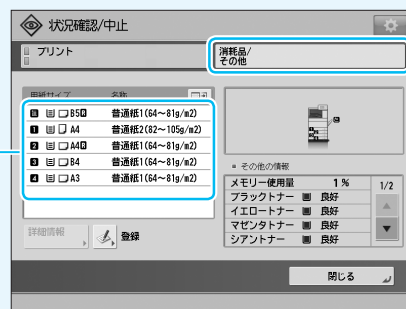 状況確認/中止
プリント
消耗品/
その他
用紙サイズ 名称
B5R 普通紙1(64～81g/m2)
1 A4 普通紙2(82～105g/m2)
2 A4R 普通紙1(64～81g/m2)
3 B4 普通紙1(64～81g/m2)
4 A3 普通紙1(64～81g/m2)
その他の情報
メモリー使用量 1 %
ブラックトナー 良好
イエロートナー 良好
マゼンタトナー 良好
シアントナー 良好
1/2
詳細情報
登録
閉じる